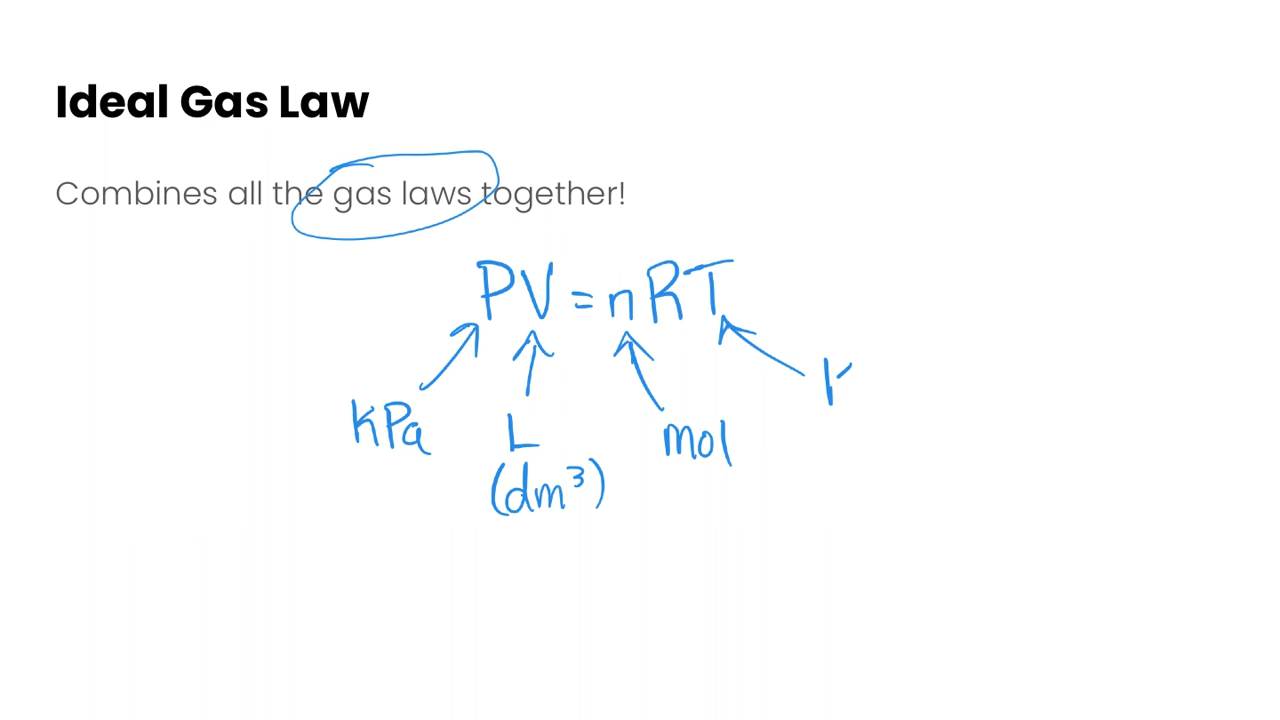 Ideal Gas Law
Combines all the gas laws together!
PV = nRT
kPa
L
(dm³)
mol